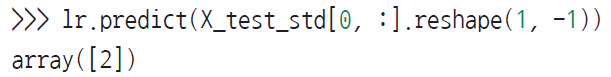 >>> lr.predict(X_test_std[0, :].reshape(1, -1))
array([2])